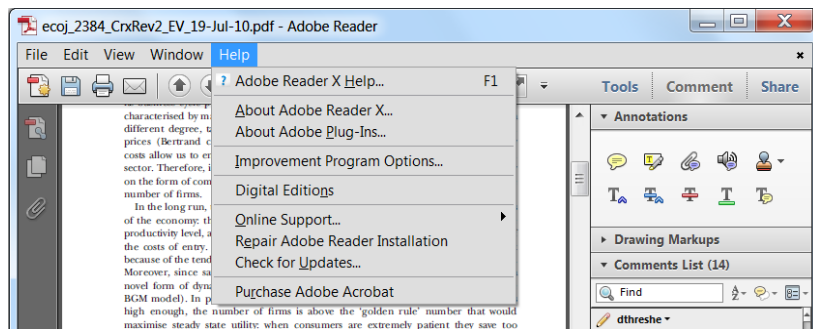 ecoj_2384_CrxRev2_EV_19-Jul-10.pdf - Adobe Reader
File Edit View Window Help
Tools Comment Share
? Adobe Reader X Help... F1
About Adobe Reader X...
About Adobe Plug-Ins...
Improvement Program Options...
Digital Editions
Online Support...
Repair Adobe Reader Installation
Check for Updates...
Purchase Adobe Acrobat
characterised by m
different degree, t
prices (Bertrand c
costs allow us to en
sector. Therefore, i
on the form of com
number of firms.
In the long run,
of the economy: th
productivity level, a
the costs of entry.
because of the tend
Moreover, since sa
novel form of dyna
BGM model). In p
high enough, the number of firms is above the 'golden rule' number that would
maximise steady state utility: when consumers are extremely patient they save too
Annotations
Drawing Markups
Comments List (14)
Find
dthreshe